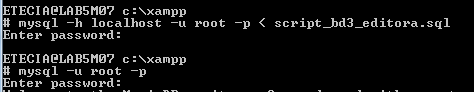 ETECIA@LAB5M07 c:\xampp
# mysql -h localhost -u root -p < script_bd3_editora.sql
Enter password:
ETECIA@LAB5M07 c:\xampp
# mysql -u root -p
Enter password: